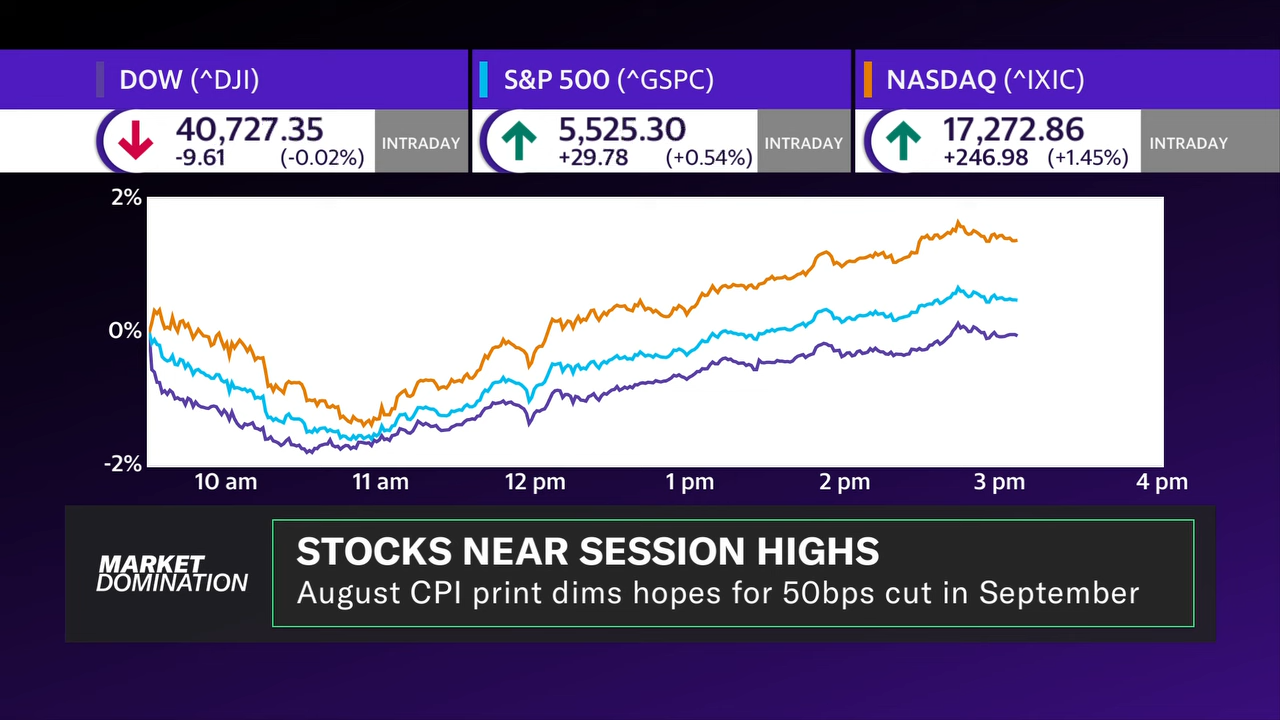 DOW (^DJI)
40,727.35
-9.61 (-0.02%)
INTRADAY
S&P 500 (^GSPC)
5,525.30
+29.78 (+0.54%)
INTRADAY
NASDAQ (^IXIC)
17,272.86
+246.98 (+1.45%)
INTRADAY
2%
0%
-2%
10 am 11 am 12 pm 1 pm 2 pm 3 pm 4 pm
MARKET
DOMINATION
STOCKS NEAR SESSION HIGHS
August CPI print dims hopes for 50bps cut in September